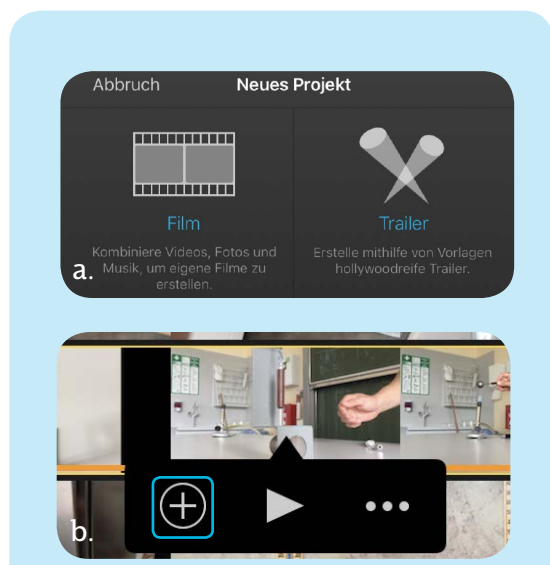 Abbruch Neues Projekt
Film
Kombiniere Videos, Fotos und
Musik, um eigene Filme zu
erstellen.
Trailer
Erstelle mithilfe von Vorlagen
hollywoodreife Trailer.
a.
b.